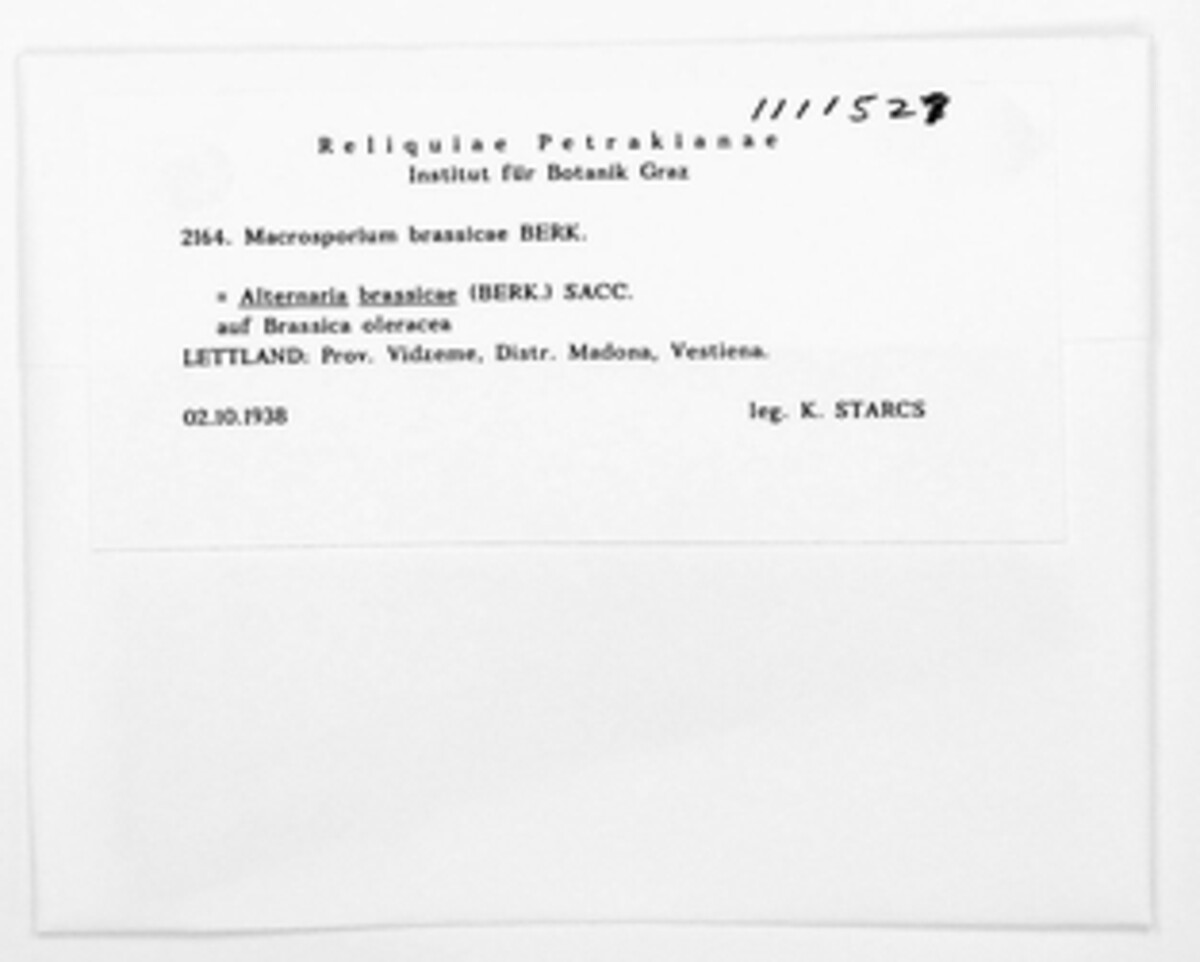 111152
Reliquiae Petrakianae
Institut für Botanik Graz
2164. Macrosporium brassicae BERK.
= Alternaria brassicae (BERK.) SACC.
auf Brassica oleracea
LETTLAND: Prov. Vidzeme, Distr. Madona, Vestiena.
02.10.1938 leg. K. STARCS